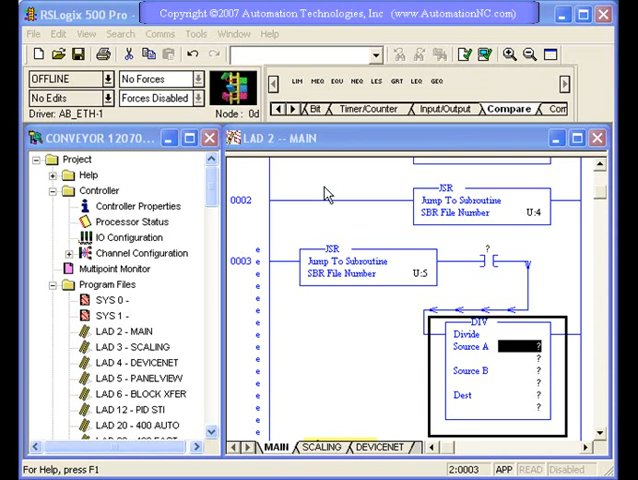 RSLogix 500 Pro -
Copyright ©2007 Automation Technologies, Inc (www.AutomationNC.com)
File Edit View Search Comms Tools Window Help
OFFLINE No Forces
No Edits Forces Disabled
Driver: AB_ETH-1 Node : 0d
LIM MEQ EQU NEQ LES GRT LEQ GEQ
Bit Timer/Counter Input/Output Compare
CONVEYOR 12070...
LAD 2 -- MAIN
Project
Help
Controller
Controller Properties
Processor Status
IO Configuration
Channel Configuration
Multipoint Monitor
Program Files
SYS 0 -
SYS 1 -
LAD 2 - MAIN
LAD 3 - SCALING
LAD 4 - DEVICENET
LAD 5 - PANELVIEW
LAD 6 - BLOCK XFER
LAD 12 - PID STI
LAD 20 - 400 AUTO
0002
JSR
Jump To Subroutine
SBR File Number U:4
0003
e
e
e
e
e
e
e
e
e
e
e
e
e
e
JSR
Jump To Subroutine
SBR File Number U:5
?
DIV
Divide
Source A ?
?
Source B ?
?
Dest ?
?
MAIN SCALING DEVICENET
For Help, press F1
2:0003 APP READ Disabled